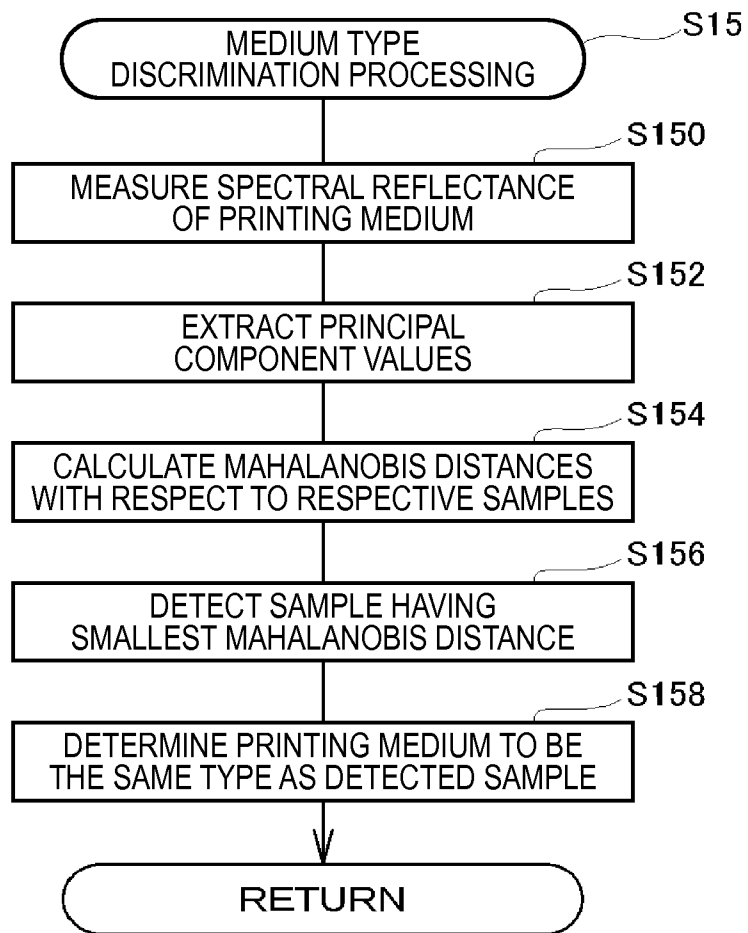 S15
MEDIUM TYPE
DISCRIMINATION PROCESSING
S150
MEASURE SPECTRAL REFLECTANCE
OF PRINTING MEDIUM
S152
EXTRACT PRINCIPAL
COMPONENT VALUES
S154
CALCULATE MAHALANOBIS DISTANCES
WITH RESPECT TO RESPECTIVE SAMPLES
S156
DETECT SAMPLE HAVING
SMALLEST MAHALANOBIS DISTANCE
S158
DETERMINE PRINTING MEDIUM TO BE
THE SAME TYPE AS DETECTED SAMPLE
RETURN